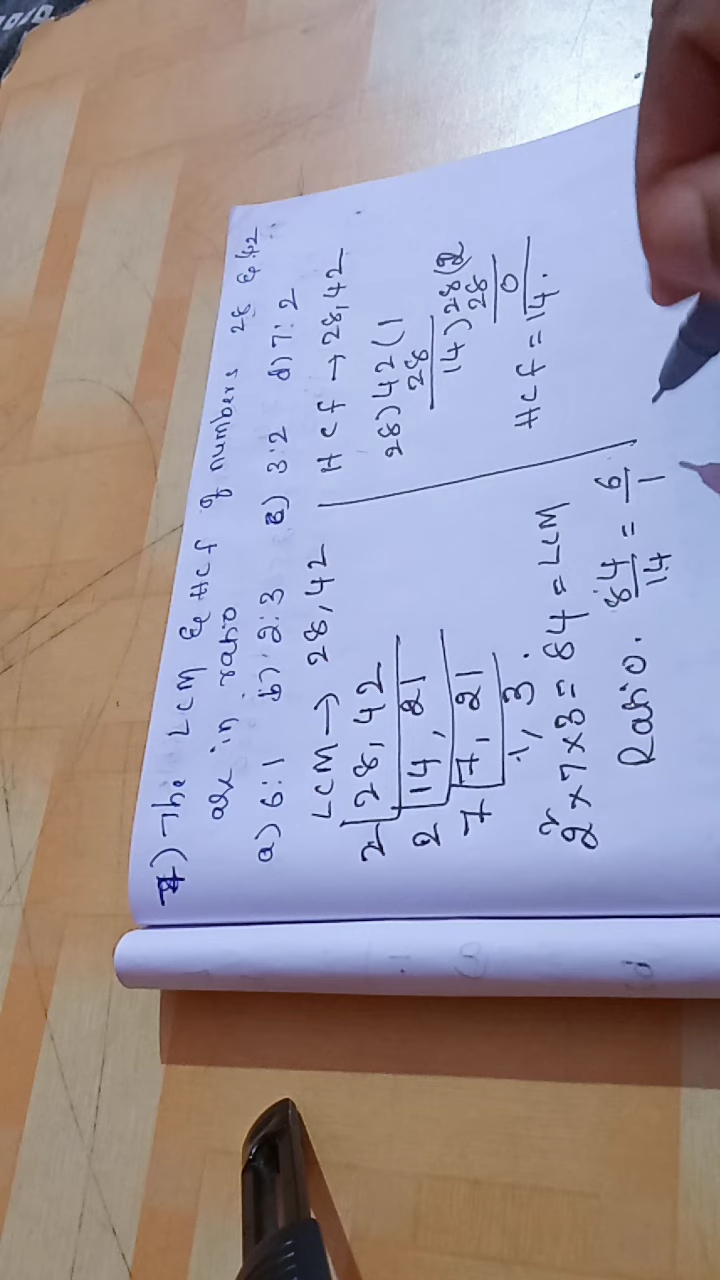 7) The LCM & HCF of numbers 28 & 42
are in ratio
a) 6:1 b) 2:3 c) 3:2 d) 7:2
LCM → 28, 42
2 | 28, 42
2 | 14, 21
7 | 7, 21
1, 3.
2² × 7 × 3 = 84 = LCM
HCF → 28, 42
28) 42 (1
28
14) 28 (2
28
0
HCF = 14.
Ratio. 84/14 = 6/1